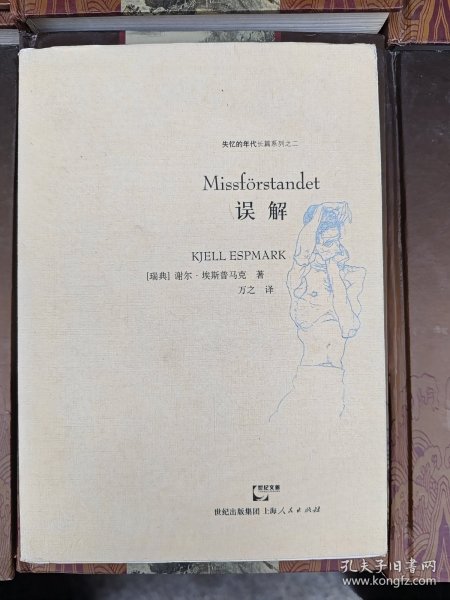 失忆的年代长篇系列之二
Missförstandet
误解
KJELL ESPMARK
[瑞典] 谢尔·埃斯普马克 著
万之 译
世纪文景
世纪出版集团 上海人民出版社
孔夫子旧书网
www.kongfz.com